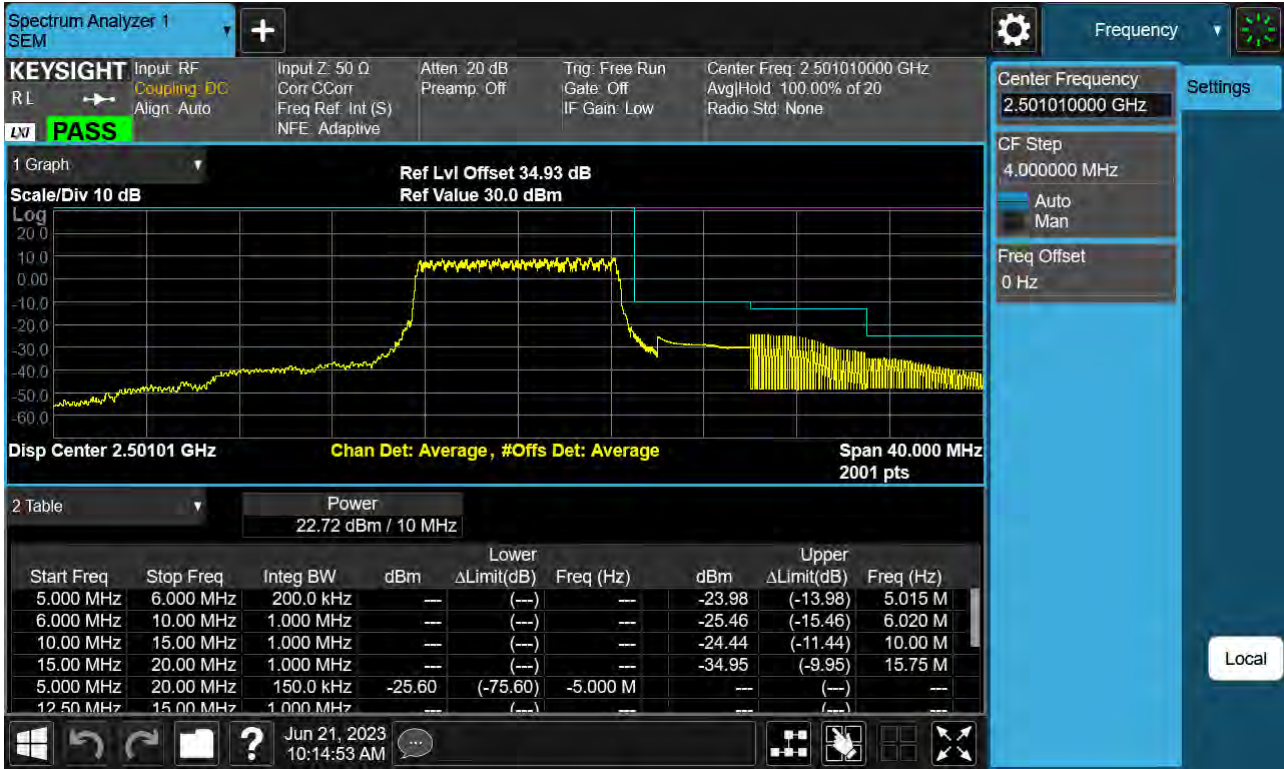 Spectrum Analyzer 1
SEM
+
Frequency
KEYSIGHT
R L
LXI
PASS
Input: RF
Coupling: DC
Align: Auto
Input Z: 50 Ω
Corr CCorr
Freq Ref: Int (S)
NFE: Adaptive
Atten: 20 dB
Preamp: Off
Trig: Free Run
Gate: Off
IF Gain: Low
Center Freq: 2.501010000 GHz
Avg|Hold: 100.00% of 20
Radio Std: None
Center Frequency
2.501010000 GHz
Settings
CF Step
4.000000 MHz
Auto
Man
Freq Offset
0 Hz
1 Graph
Ref Lvl Offset 34.93 dB
Scale/Div 10 dB
Ref Value 30.0 dBm
Log
20.0
10.0
0.00
-10.0
-20.0
-30.0
-40.0
-50.0
-60.0
Disp Center 2.50101 GHz
Chan Det: Average, #Offs Det: Average
Span 40.000 MHz
2001 pts
2 Table
Power
22.72 dBm / 10 MHz
Lower Upper
Start Freq Stop Freq Integ BW dBm ΔLimit(dB) Freq (Hz) dBm ΔLimit(dB) Freq (Hz)
5.000 MHz 6.000 MHz 200.0 kHz --- (---) --- -23.98 (-13.98) 5.015 M
6.000 MHz 10.00 MHz 1.000 MHz --- (---) --- -25.46 (-15.46) 6.020 M
10.00 MHz 15.00 MHz 1.000 MHz --- (---) --- -24.44 (-11.44) 10.00 M
15.00 MHz 20.00 MHz 1.000 MHz --- (---) --- -34.95 (-9.95) 15.75 M
5.000 MHz 20.00 MHz 150.0 kHz -25.60 (-75.60) -5.000 M --- (---) ---
12.50 MHz 15.00 MHz 1.000 MHz --- (---) --- --- (---) ---
Local
?
Jun 21, 2023
10:14:53 AM